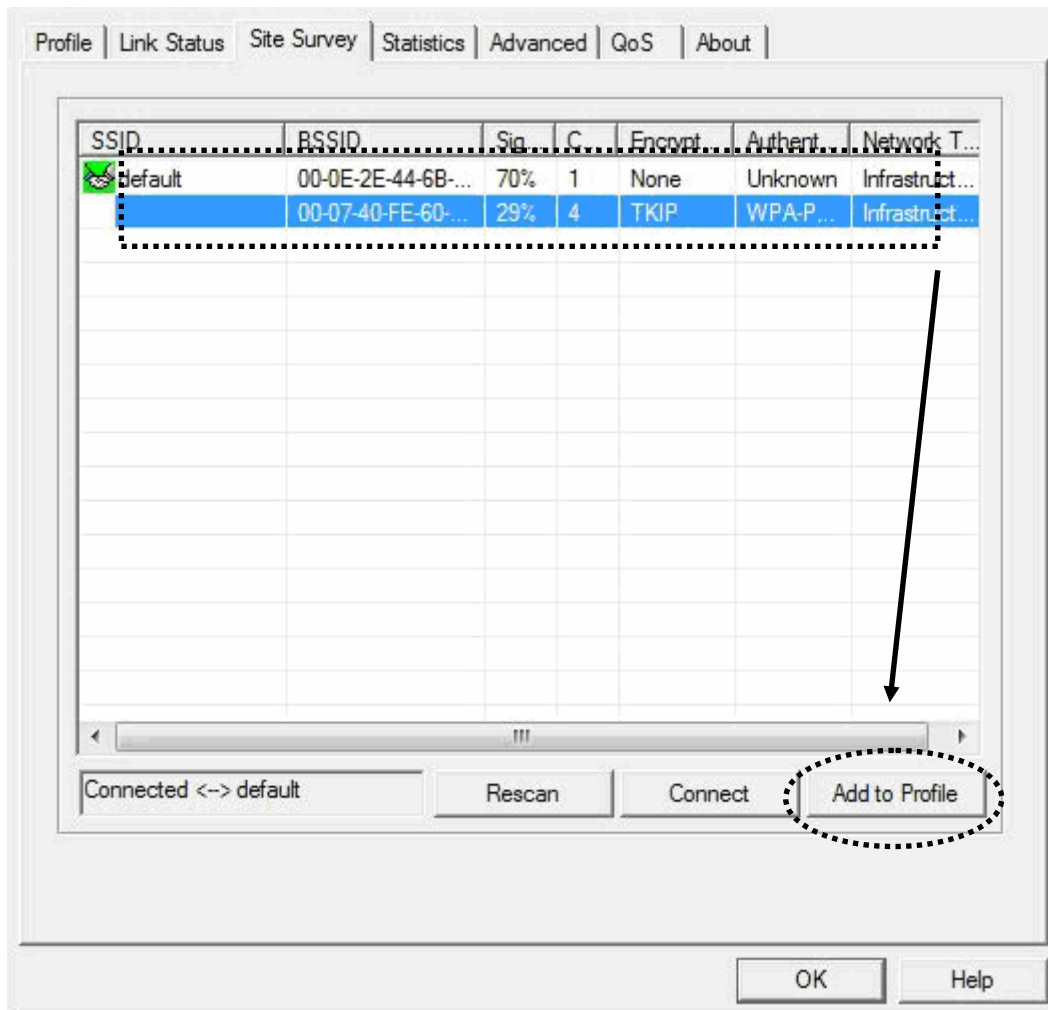 Profile Link Status Site Survey Statistics Advanced QoS About
SSID BSSID Sig... C... Encrypt... Authent... Network T...
default 00-0E-2E-44-6B-... 70% 1 None Unknown Infrastruct...
00-07-40-FE-60-... 29% 4 TKIP WPA-P... Infrastruct...
Connected <--> default Rescan Connect Add to Profile
OK Help